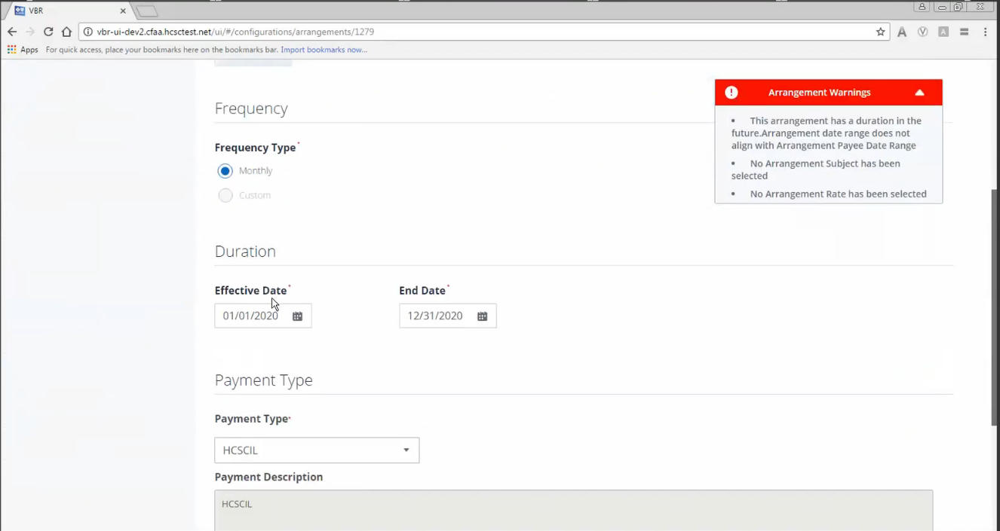 VBR
vbr-ui-dev2.cfaa.hcsctest.net/ui/#/configurations/arrangements/1279
Apps For quick access, place your bookmarks here on the bookmarks bar. Import bookmarks now...
Frequency
Frequency Type*
Monthly
Custom
Arrangement Warnings
• This arrangement has a duration in the
future.Arrangement date range does not
align with Arrangement Payee Date Range
• No Arrangement Subject has been
selected
• No Arrangement Rate has been selected
Duration
Effective Date* End Date*
01/01/2020 12/31/2020
Payment Type
Payment Type*
HCSCIL
Payment Description
HCSCIL